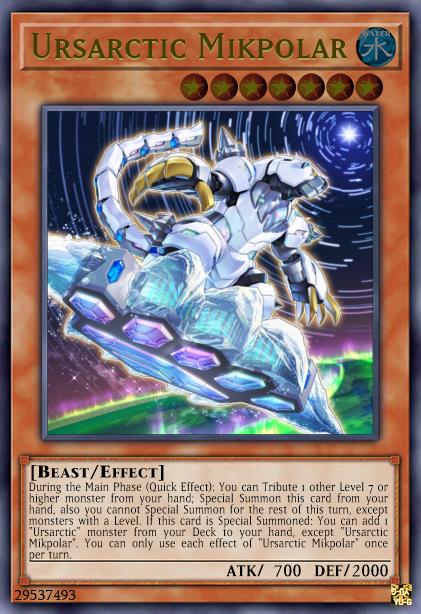 Ursarctic Mikpolar
WATER
水
[Beast/Effect]
During the Main Phase (Quick Effect): You can Tribute 1 other Level 7 or
higher monster from your hand; Special Summon this card from your
hand, also you cannot Special Summon for the rest of this turn, except
monsters with a Level. If this card is Special Summoned: You can add 1
"Ursarctic" monster from your Deck to your hand, except "Ursarctic
Mikpolar". You can only use each effect of "Ursarctic Mikpolar" once
per turn.
ATK/ 700 DEF/2000
29537493